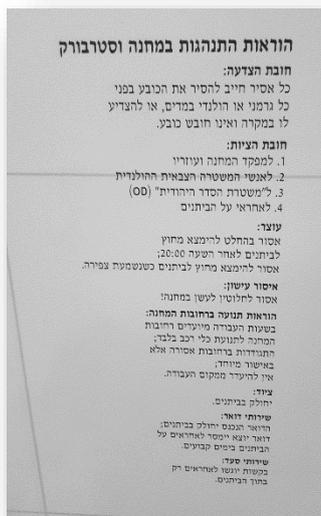 הוראות התנהגות במחנה וסטרבורק
חובת הצדעה:
כל אסיר חייב להסיר את הכובע בפני
כל גרמני או הולנדי במדים, או להצדיע
לו במקרה ואינו חובש כובע.
חובת הציות:
1. למפקד המחנה ועוזריו
2. לאנשי המשטרה הצבאית ההולנדית
3. ל"משטרת הסדר היהודית" (OD)
4. לאחראי על הביתנים
עוצר:
אסור בהחלט להימצא מחוץ
לביתנים לאחר השעה 20:00;
אסור להימצא מחוץ לביתנים כשנשמעת צפירה.
איסור עישון:
אסור לחלוטין לעשן במחנה!
הוראות תנועה ברחובות המחנה:
בשעות העבודה מיועדים רחובות
המחנה לתנועת כלי רכב בלבד;
התגודדות ברחובות אסורה אלא
באישור מיוחד;
אין להיעדר ממקום העבודה.
ציוד:
יחולק בביתנים.
שירותי דואר:
הדואר הנכנס יחולק בביתנים;
דואר יוצא יימסר לאחראים על
הביתנים בימים קבועים.
שירותי סעד:
בקשות יוגשו לאחראים רק
בתוך הביתנים.